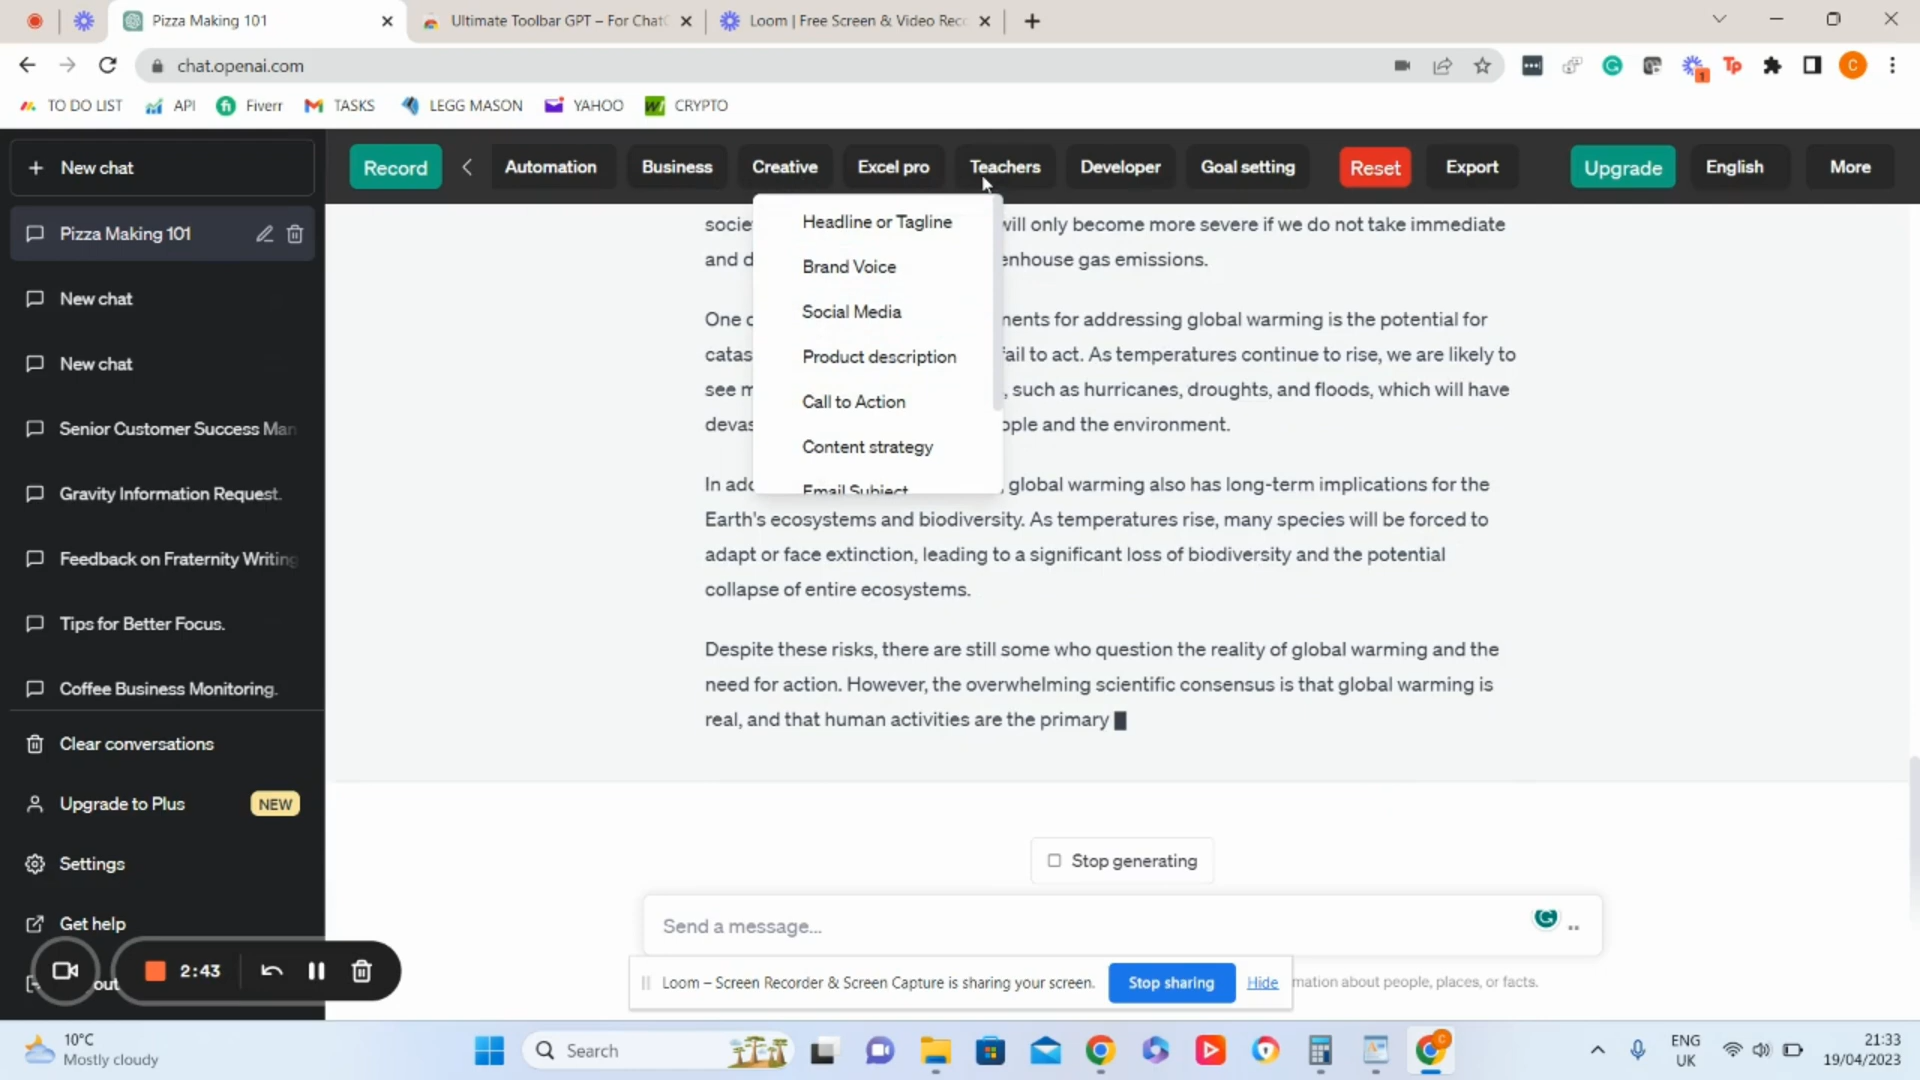 Pizza Making 101
Ultimate Toolbar GPT – For Chat
Loom | Free Screen & Video Rec
chat.openai.com
1
Tp
C
TO DO LIST
API
fi
Fiverr
TASKS
LEGG MASON
YAHOO
CRYPTO
New chat
Record
Automation
Business
Creative
Excel pro
Teachers
Developer
Goal setting
Reset
Export
Upgrade
English
More
Pizza Making 101
New chat
New chat
Senior Customer Success Man
Gravity Information Request.
Feedback on Fraternity Writing
Tips for Better Focus.
Coffee Business Monitoring.
Clear conversations
Upgrade to Plus
NEW
Settings
Get help
out
2:43
Headline or Tagline
Brand Voice
Social Media
Product description
Call to Action
Content strategy
Email Subject
socie will only become more severe if we do not take immediate
and d enhouse gas emissions.
One o nents for addressing global warming is the potential for
catas fail to act. As temperatures continue to rise, we are likely to
see m , such as hurricanes, droughts, and floods, which will have
devas ople and the environment.
In add global warming also has long-term implications for the
Earth's ecosystems and biodiversity. As temperatures rise, many species will be forced to
adapt or face extinction, leading to a significant loss of biodiversity and the potential
collapse of entire ecosystems.
Despite these risks, there are still some who question the reality of global warming and the
need for action. However, the overwhelming scientific consensus is that global warming is
real, and that human activities are the primary
Stop generating
Send a message...
Loom – Screen Recorder & Screen Capture is sharing your screen.
Stop sharing
Hide
mation about people, places, or facts.
10°C
Mostly cloudy
Search
ENG
UK
21:33
19/04/2023